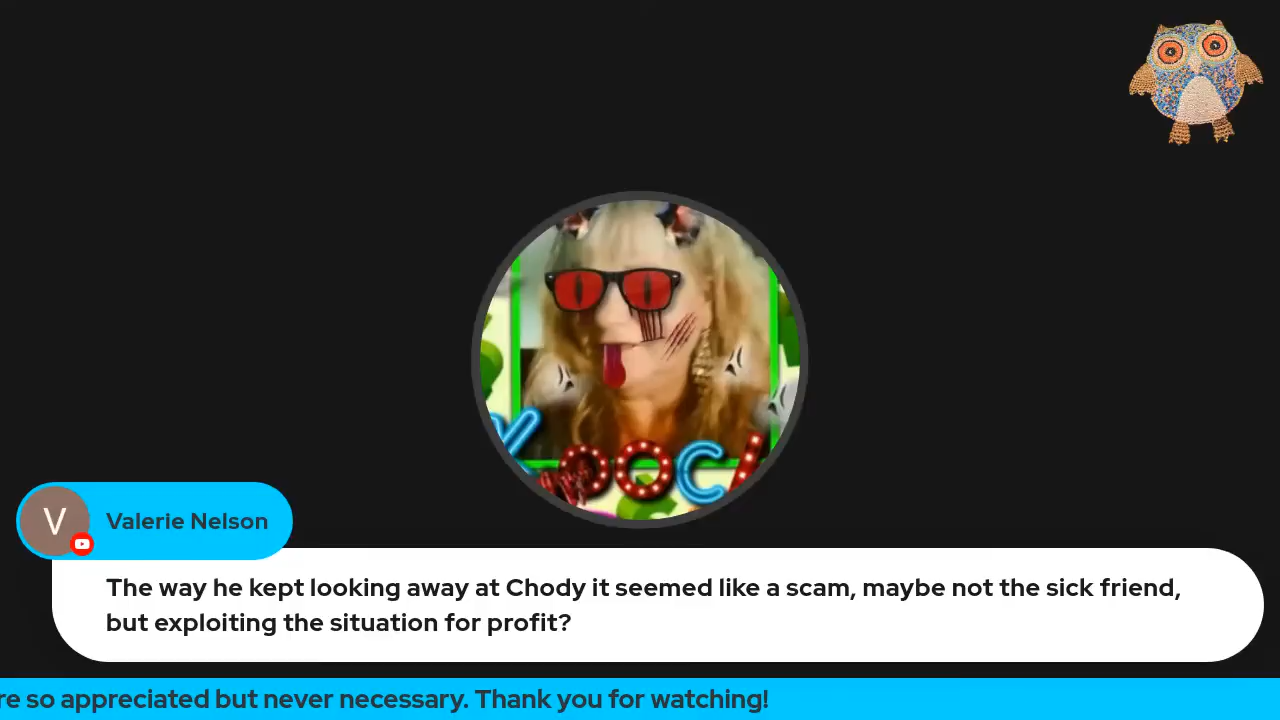 V
Valerie Nelson
The way he kept looking away at Chody it seemed like a scam, maybe not the sick friend,
but exploiting the situation for profit?
re so appreciated but never necessary. Thank you for watching!